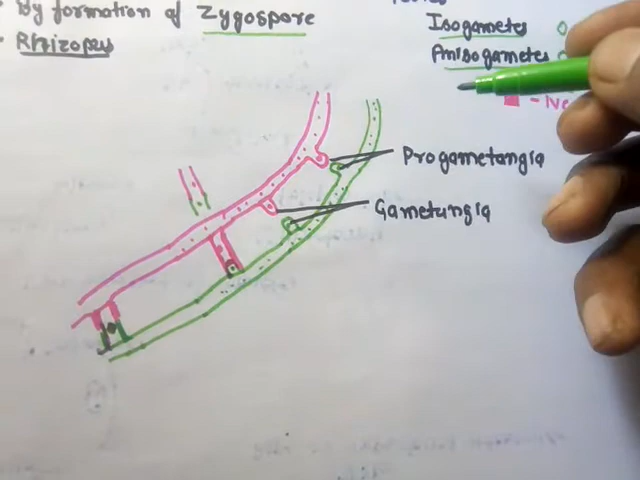 By formation of Zygospore
Rhizopus
Isogametes
Anisogametes
Progametangia
Gametangia